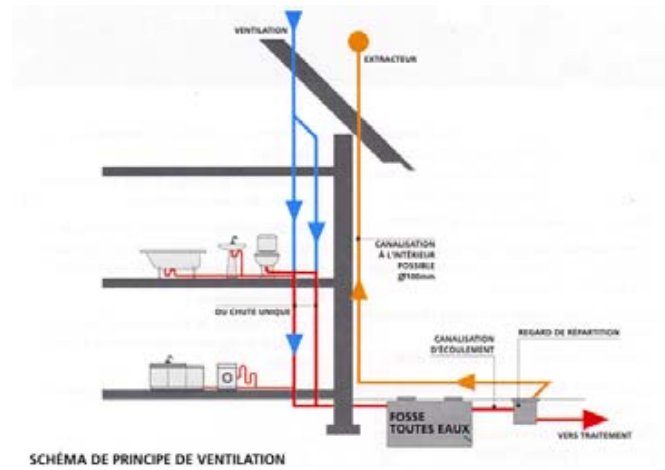 VENTILATION
EXTRACTEUR
CANALISATION
À L'INTÉRIEUR
POSSIBLE
Ø100mm
OU CHUTE UNIQUE
REGARD DE RÉPARTITION
CANALISATION
D'ÉCOULEMENT
FOSSE
TOUTES EAUX
VERS TRAITEMENT
SCHÉMA DE PRINCIPE DE VENTILATION